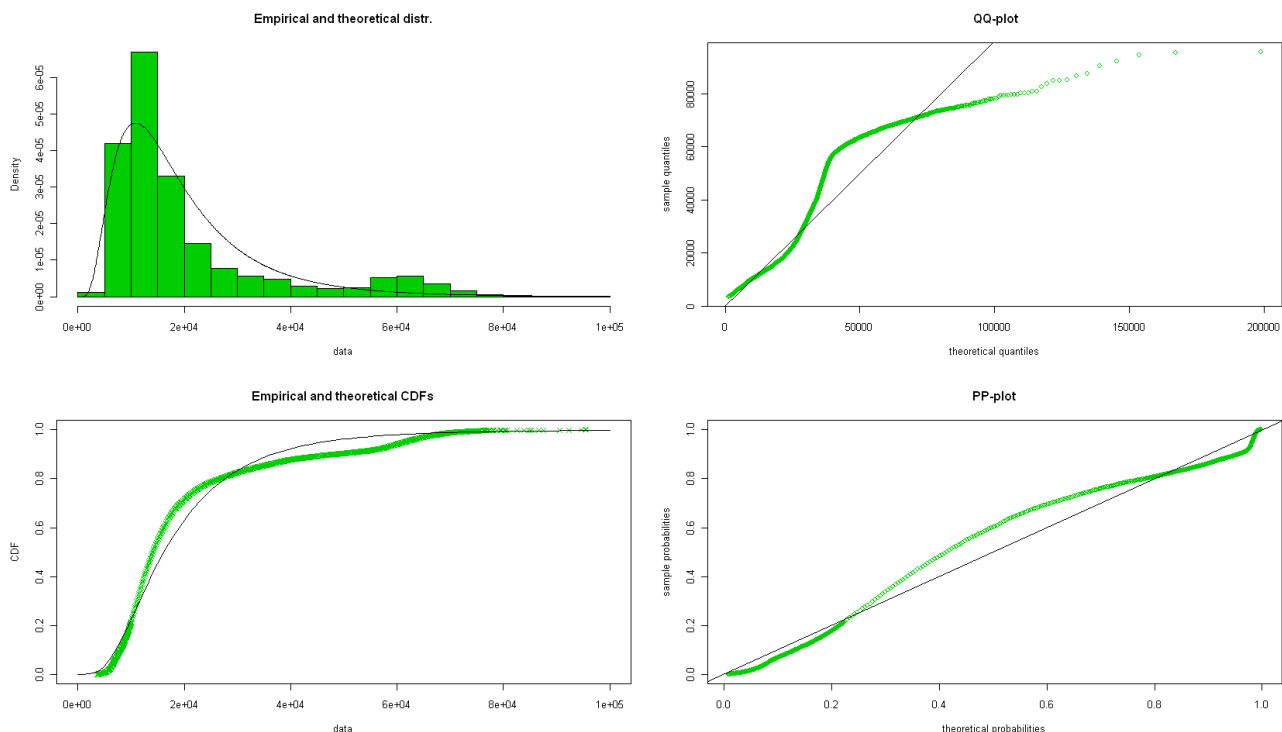 Empirical and theoretical distr.
Density
0e+00 1e-05 2e-05 3e-05 4e-05 5e-05 6e-05
0e+00 2e+04 4e+04 6e+04 8e+04 1e+05
data
QQ-plot
sample quantiles
0 20000 40000 60000 80000
0 50000 100000 150000 200000
theoretical quantiles
Empirical and theoretical CDFs
CDF
0.0 0.2 0.4 0.6 0.8 1.0
0e+00 2e+04 4e+04 6e+04 8e+04 1e+05
data
PP-plot
sample probabilities
0.0 0.2 0.4 0.6 0.8 1.0
0.0 0.2 0.4 0.6 0.8 1.0
theoretical probabilities